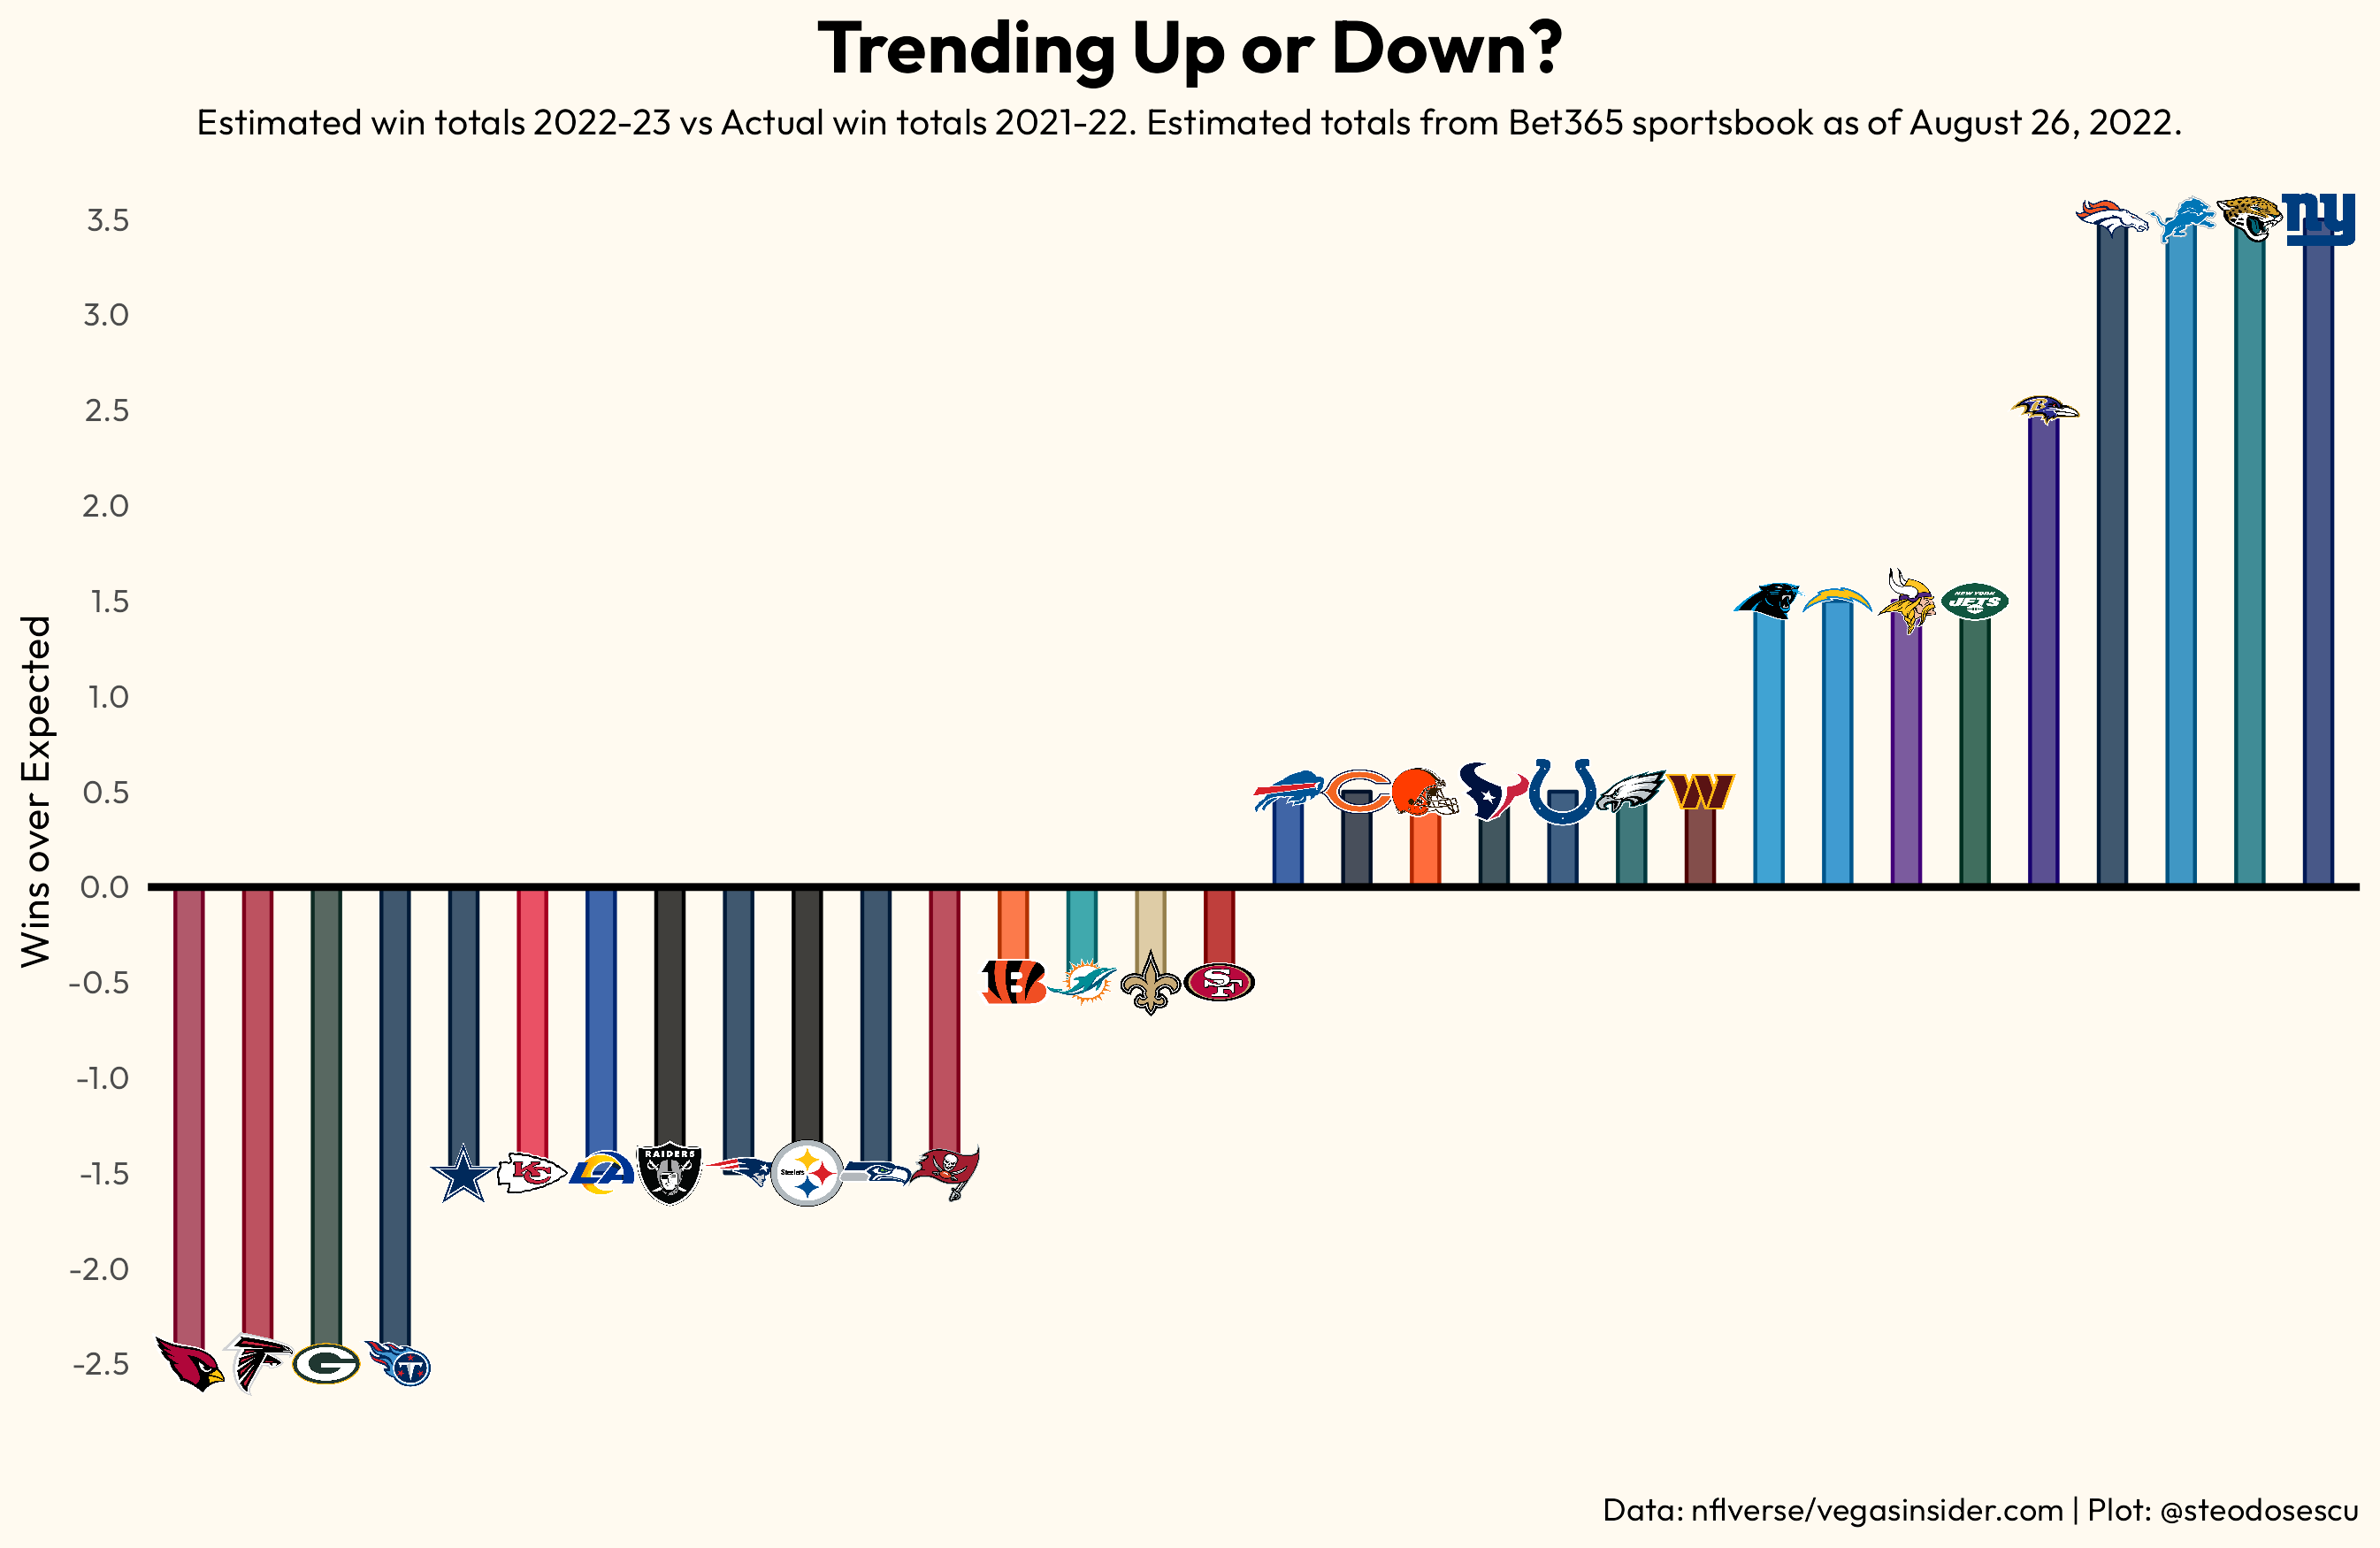 Trending Up or Down?
Estimated win totals 2022-23 vs Actual win totals 2021-22. Estimated totals from Bet365 sportsbook as of August 26, 2022.
Wins over Expected
3.5
3.0
2.5
2.0
1.5
1.0
0.5
0.0
-0.5
-1.0
-1.5
-2.0
-2.5
ny
NEW YORK
JETS
B
C
W
B
SF
KC
LA
RAIDERS
Steelers
G
T
Data: nflverse/vegasinsider.com | Plot: @steodosescu